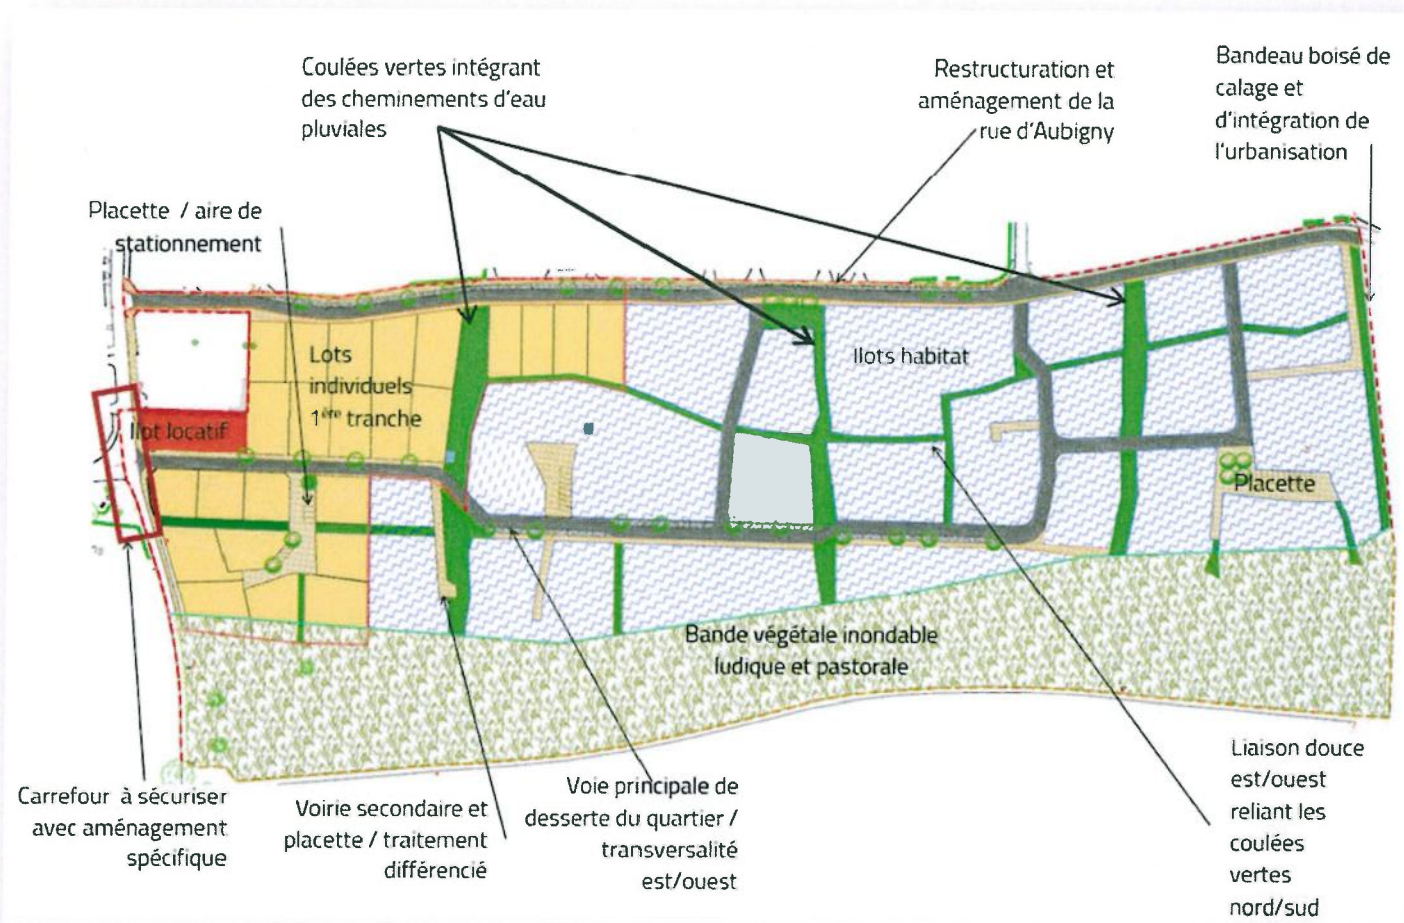 Coulées vertes intégrant
des cheminements d'eau
pluviales
Restructuration et
aménagement de la
rue d'Aubigny
Bandeau boisé de
calage et
d'intégration de
l'urbanisation
Placette / aire de
stationnement
Lots
individuels
1ère tranche
Ilots habitat
Ilot locatif
Placette
Bande végétale inondable
ludique et pastorale
Carrefour à sécuriser
avec aménagement
spécifique
Voirie secondaire et
placette / traitement
différencié
Voie principale de
desserte du quartier /
transversalité
est/ouest
Liaison douce
est/ouest
reliant les
coulées
vertes
nord/sud